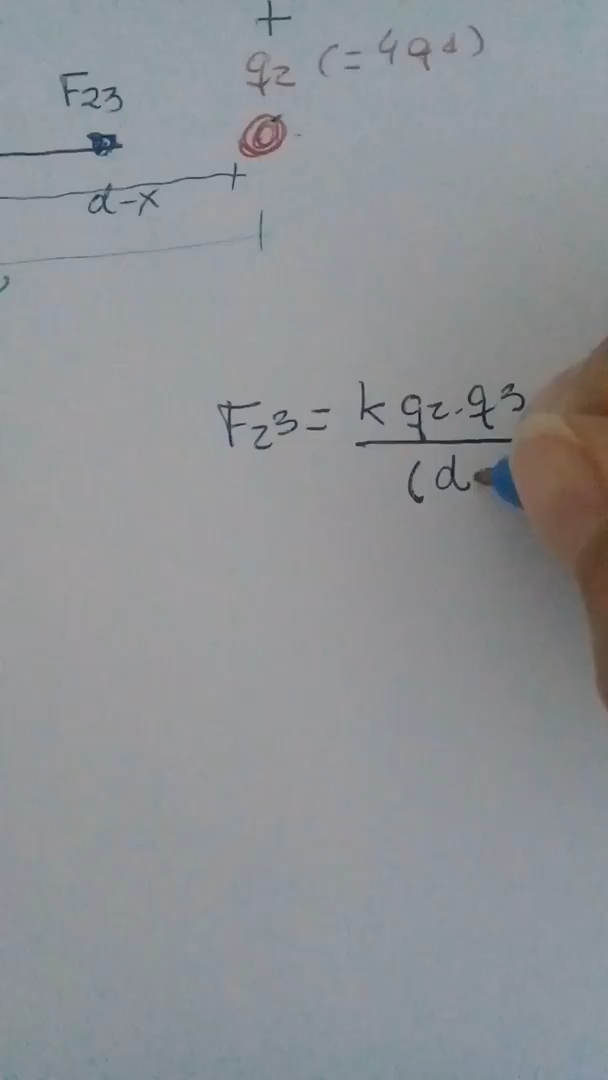 +
q2 (=4q1)
F23
d-x
F23 = k q2.q3
(d